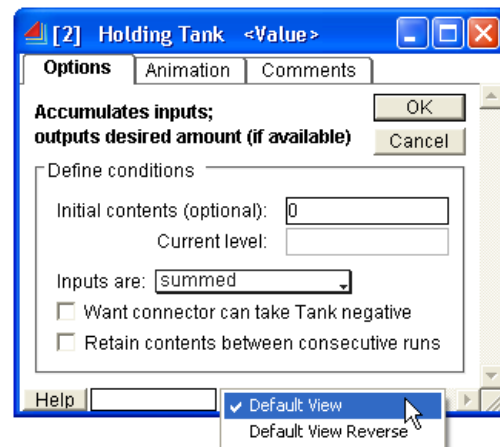 [2] Holding Tank <Value>
Options Animation Comments
Accumulates inputs;
outputs desired amount (if available)
OK
Cancel
Define conditions
Initial contents (optional): 0
Current level:
Inputs are: summed
Want connector can take Tank negative
Retain contents between consecutive runs
Help
Default View
Default View Reverse